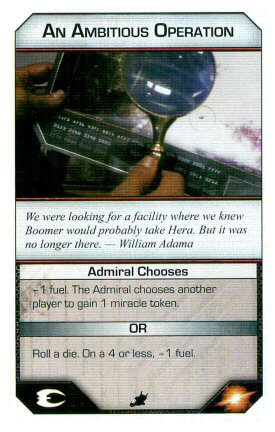 AN AMBITIOUS OPERATION
We were looking for a facility where we knew
Boomer would probably take Hera. But it was
no longer there. — William Adama
Admiral Chooses
-1 fuel. The Admiral chooses another
player to gain 1 miracle token.
OR
Roll a die. On a 4 or less, -1 fuel.